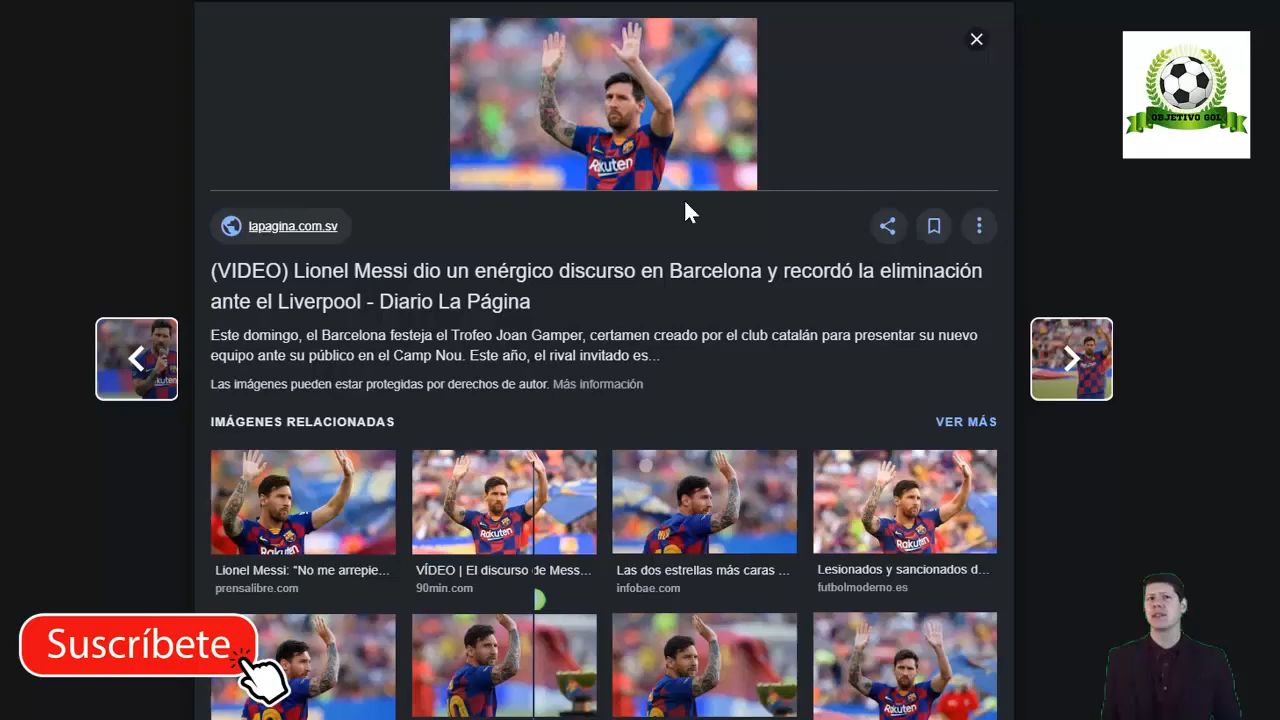 OBJETIVO GOL
Rakuten
lapagina.com.sv
(VIDEO) Lionel Messi dio un enérgico discurso en Barcelona y recordó la eliminación
ante el Liverpool - Diario La Página
Este domingo, el Barcelona festeja el Trofeo Joan Gamper, certamen creado por el club catalán para presentar su nuevo
equipo ante su público en el Camp Nou. Este año, el rival invitado es...
Las imágenes pueden estar protegidas por derechos de autor. Más información
IMÁGENES RELACIONADAS
VER MÁS
Rakuten
Rakuten
Rakuten
Lionel Messi: "No me arrepie...
prensalibre.com
VÍDEO | El discurso de Mess...
90min.com
Las dos estrellas más caras ...
infobae.com
Lesionados y sancionados d...
futbolmoderno.es
Suscríbete